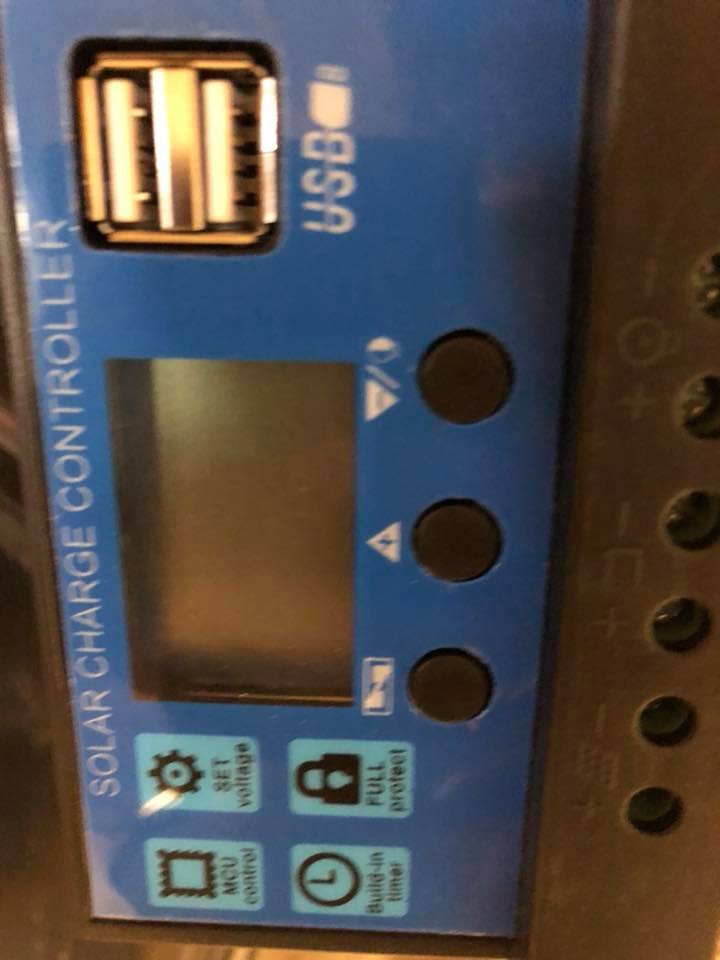 SOLAR CHARGE CONTROLLER
MCU
control
SET
voltage
Build-in
timer
FULL
protect
USB
+ - + - + -